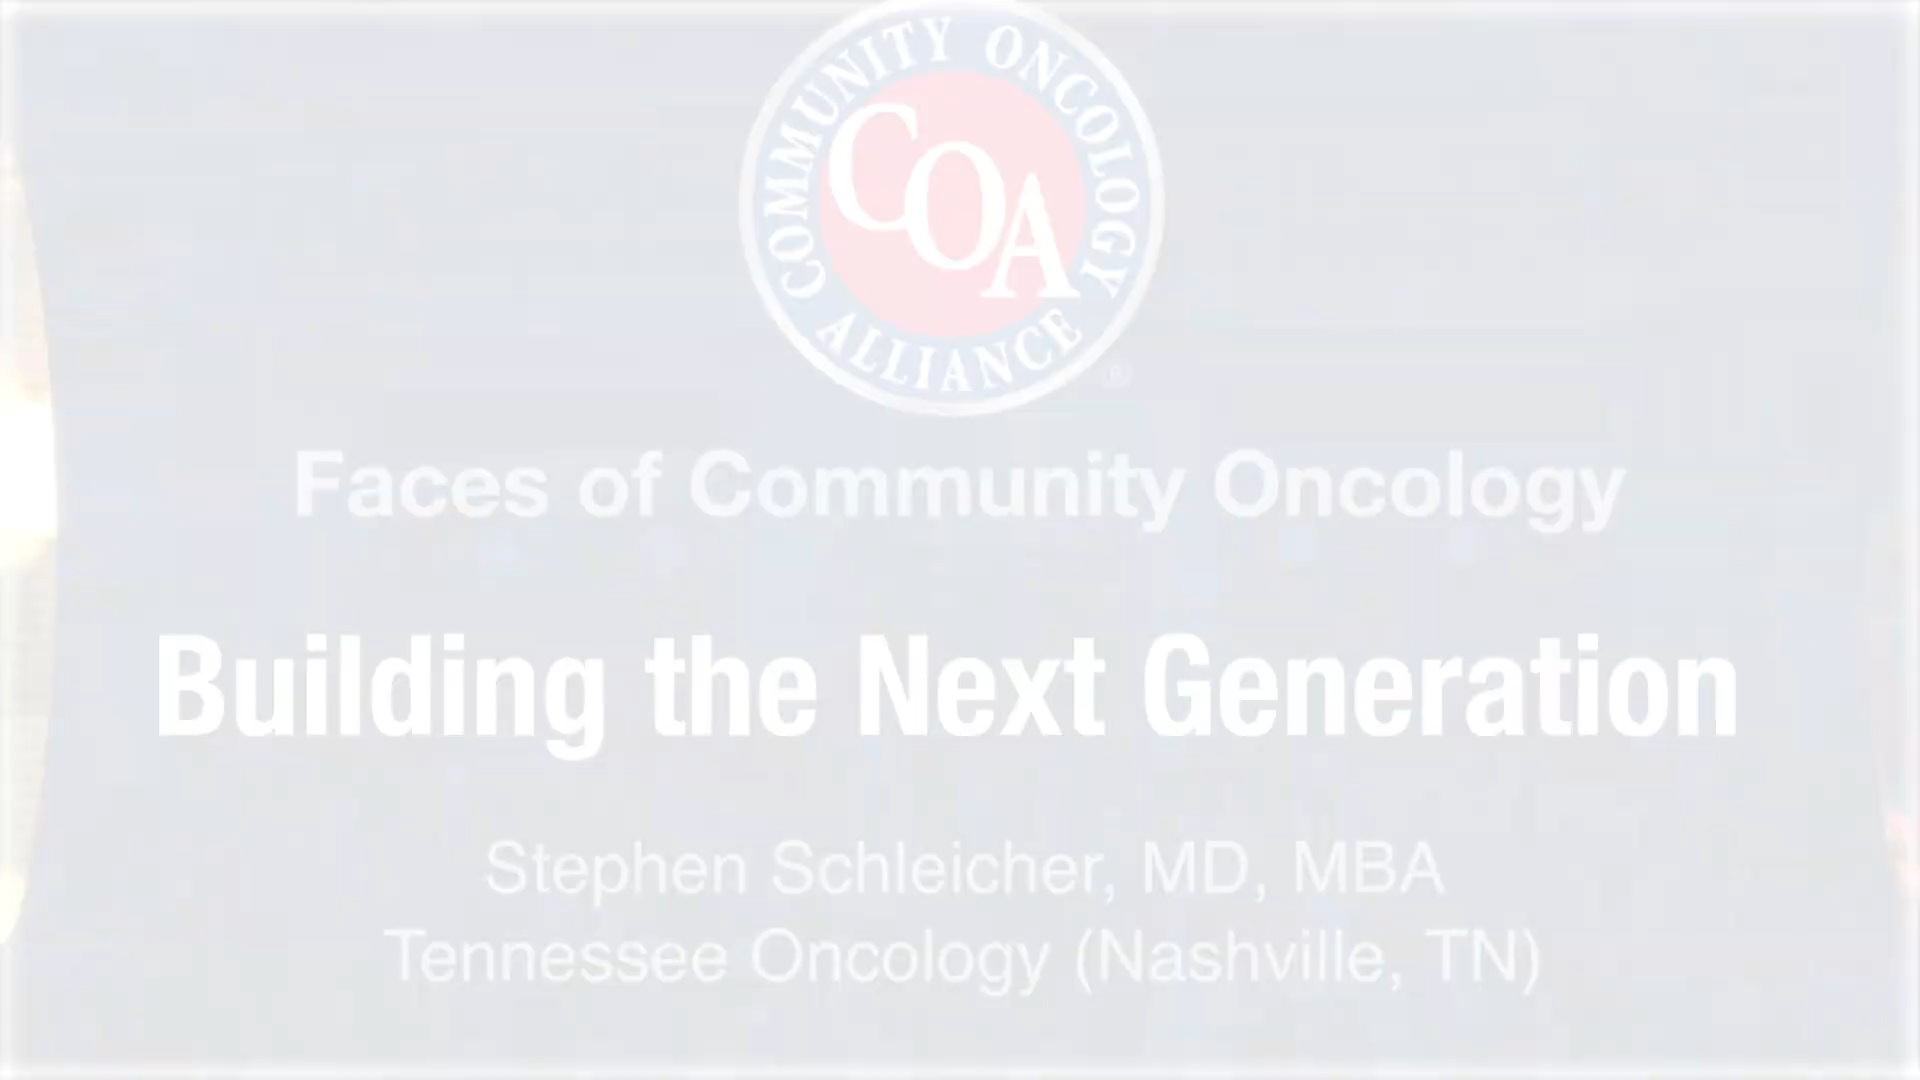 COMMUNITY ONCOLOGY
COA
ALLIANCE
®
Faces of Community Oncology
Building the Next Generation
Stephen Schleicher, MD, MBA
Tennessee Oncology (Nashville, TN)